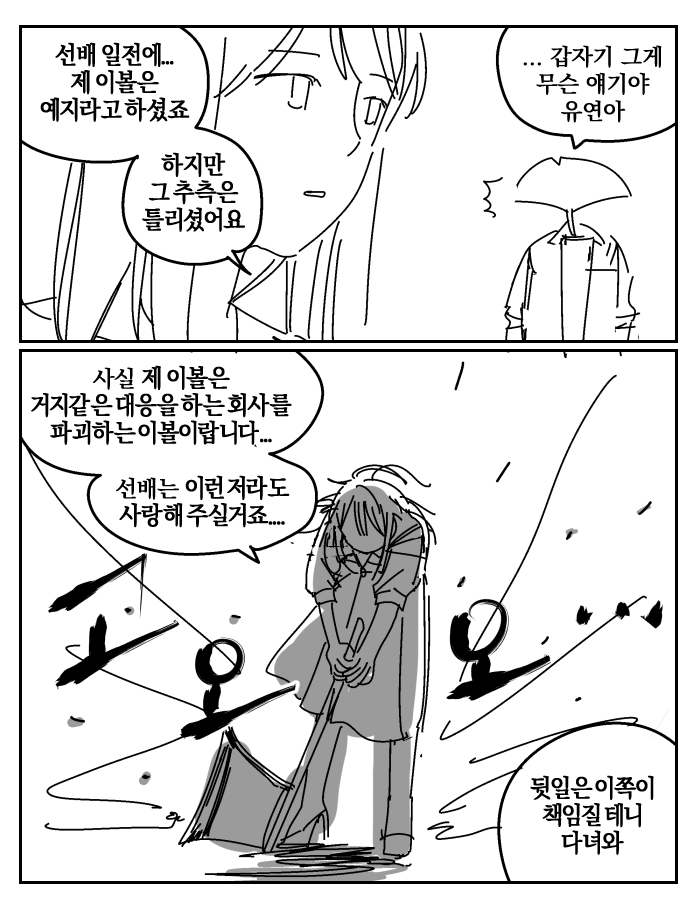 선배 일전에...
제 이볼은
예지라고 하셨죠
하지만
그 추측은
틀리셨어요
... 갑자기 그게
무슨 얘기야
유연아
사실 제 이볼은
거지같은 대응을 하는 회사를
파괴하는 이볼이랍니다...
선배는 이런 저라도
사랑해 주실거죠....
고오오오
뒷일은 이쪽이
책임질 테니
다녀와